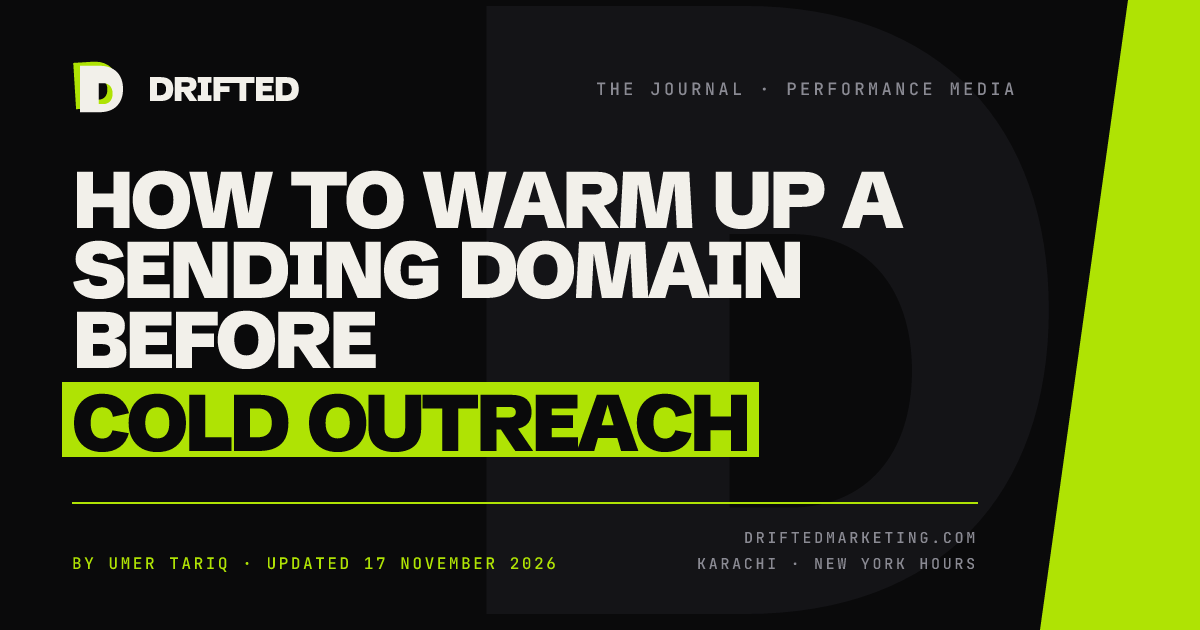 DRIFTED
THE JOURNAL · PERFORMANCE MEDIA
HOW TO WARM UP A
SENDING DOMAIN
BEFORE
COLD OUTREACH
DRIFTEDMARKETING.COM
BY UMER TARIQ · UPDATED 17 NOVEMBER 2026
KARACHI · NEW YORK HOURS